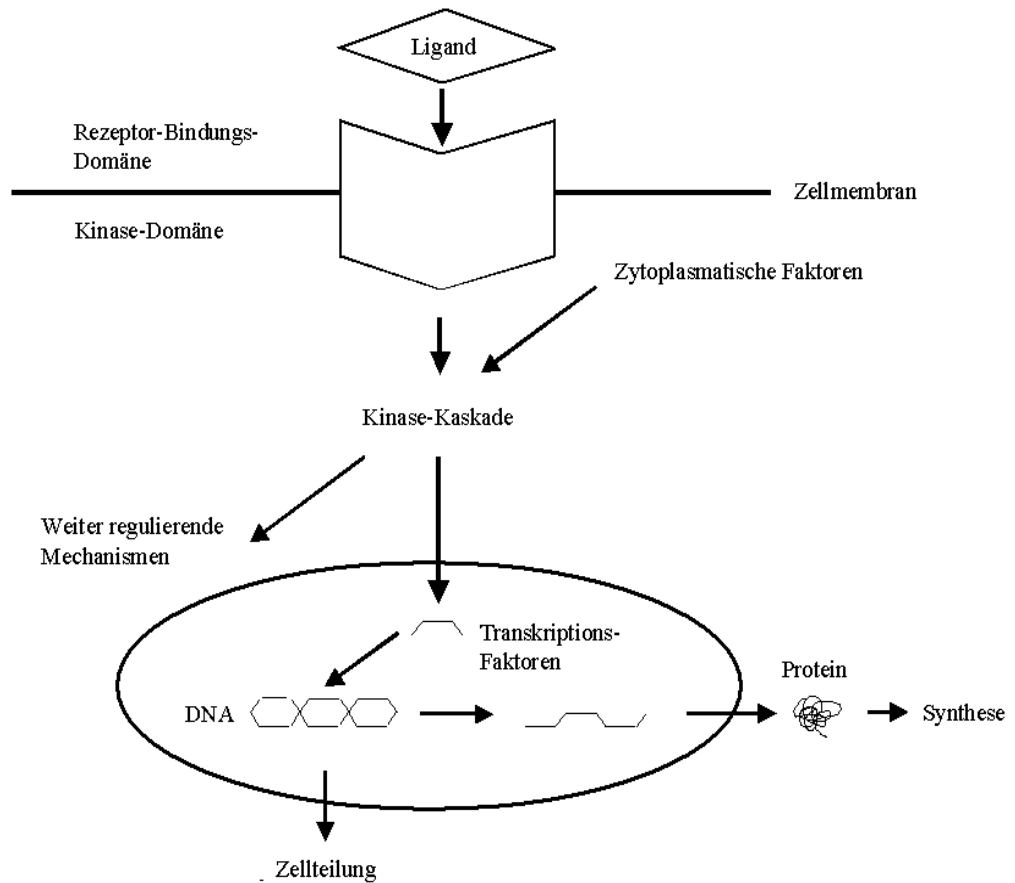 Ligand
Rezeptor-Bindungs-
Domäne
Zellmembran
Kinase-Domäne
Zytoplasmatische Faktoren
Kinase-Kaskade
Weiter regulierende
Mechanismen
Transkriptions-
Faktoren
Protein
DNA
Synthese
Zellteilung